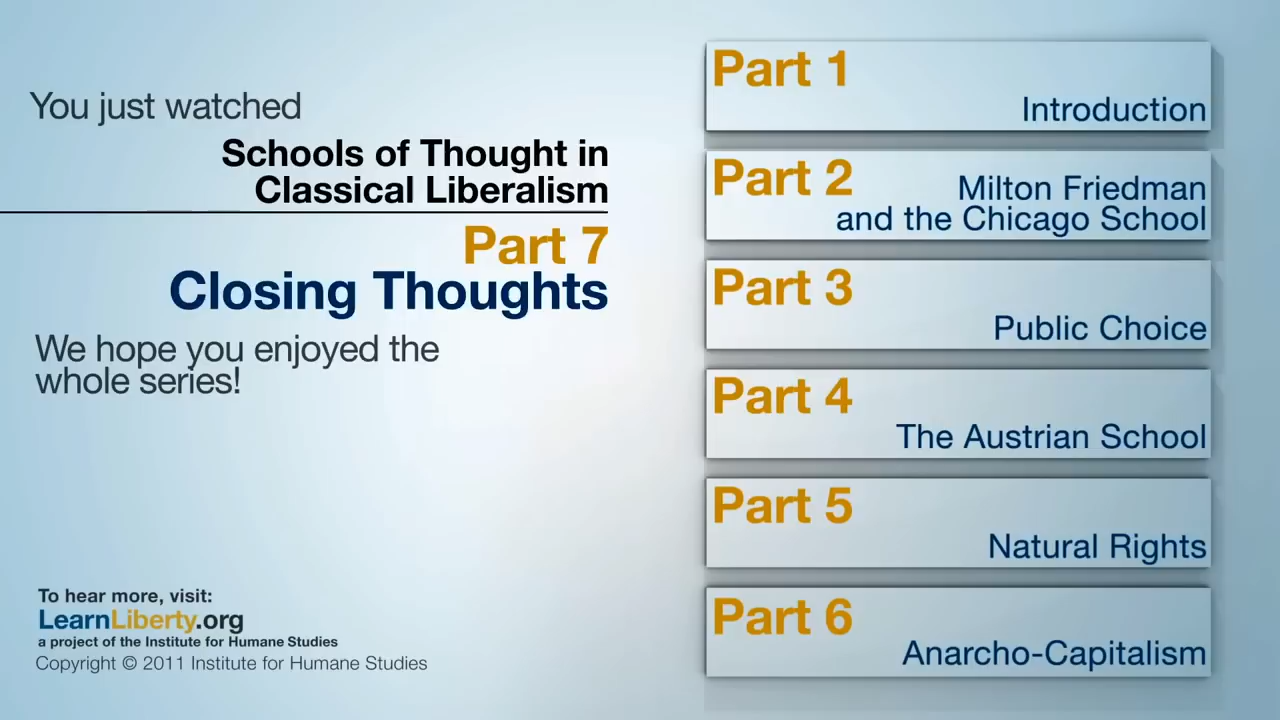 You just watched
Schools of Thought in
Classical Liberalism
Part 7
Closing Thoughts
We hope you enjoyed the
whole series!
To hear more, visit:
LearnLiberty.org
a project of the Institute for Humane Studies
Copyright © 2011 Institute for Humane Studies
Part 1
Introduction
Part 2
Milton Friedman
and the Chicago School
Part 3
Public Choice
Part 4
The Austrian School
Part 5
Natural Rights
Part 6
Anarcho-Capitalism